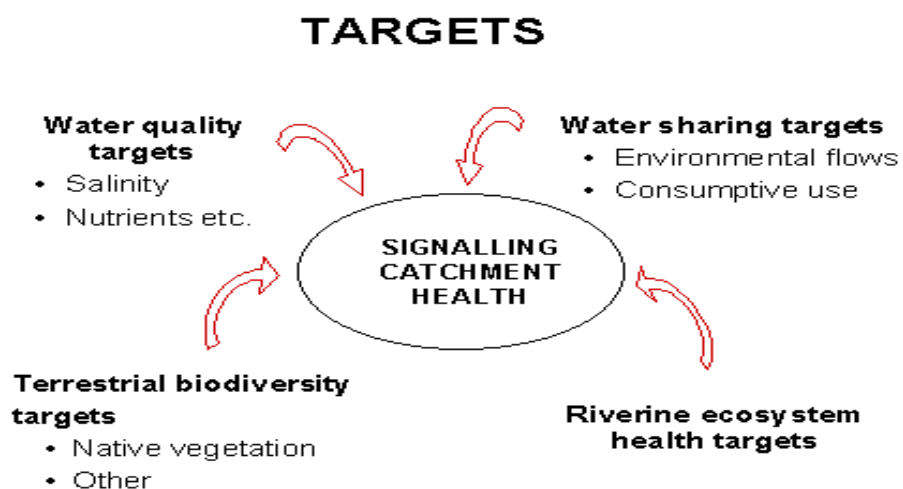 TARGETS
Water quality
targets
• Salinity
• Nutrients etc.
Water sharing targets
• Environmental flows
• Consumptive use
SIGNALLING
CATCHMENT
HEALTH
Terrestrial biodiversity
targets
• Native vegetation
• Other
Riverine ecosystem
health targets